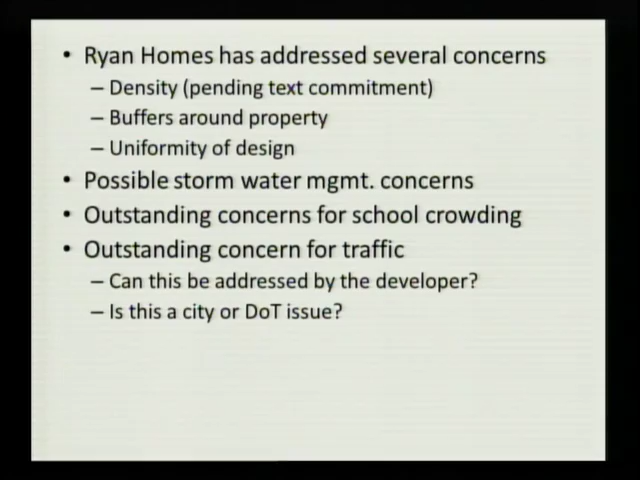 • Ryan Homes has addressed several concerns
– Density (pending text commitment)
– Buffers around property
– Uniformity of design
• Possible storm water mgmt. concerns
• Outstanding concerns for school crowding
• Outstanding concern for traffic
– Can this be addressed by the developer?
– Is this a city or DoT issue?